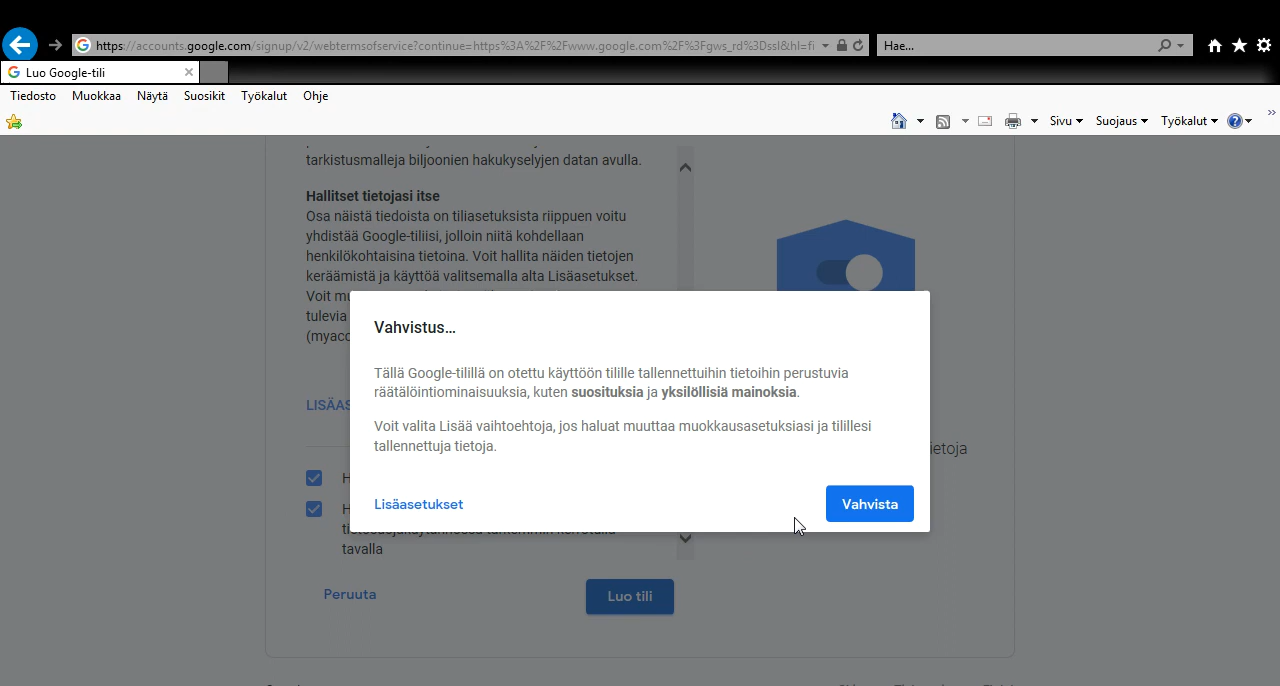 https://accounts.google.com/signup/v2/webtermsofservice?continue=https%3A%2F%2Fwww.google.com%2F%3Fgws_rd%3Dssl&hl=fi
Hae...
Luo Google-tili
Tiedosto Muokkaa Näytä Suosikit Työkalut Ohje
Sivu Suojaus Työkalut
tarkistusmalleja biljoonien hakukyselyjen datan avulla.
Hallitset tietojasi itse
Osa näistä tiedoista on tiliasetuksista riippuen voitu
yhdistää Google-tiliisi, jolloin niitä kohdellaan
henkilökohtaisina tietoina. Voit hallita näiden tietojen
keräämistä ja käyttöä valitsemalla alta Lisäasetukset.
Voit
tulevia
Vahvistus...
Tällä Google-tilillä on otettu käyttöön tilille tallennettuihin tietoihin perustuvia
räätälöintiominaisuuksia, kuten suosituksia ja yksilöllisiä mainoksia.
Voit valita Lisää vaihtoehtoja, jos haluat muuttaa muokkausasetuksiasi ja tilillesi
tallennettuja tietoja.
Lisäasetukset
Vahvista
tavalla
Peruuta
Luo tili